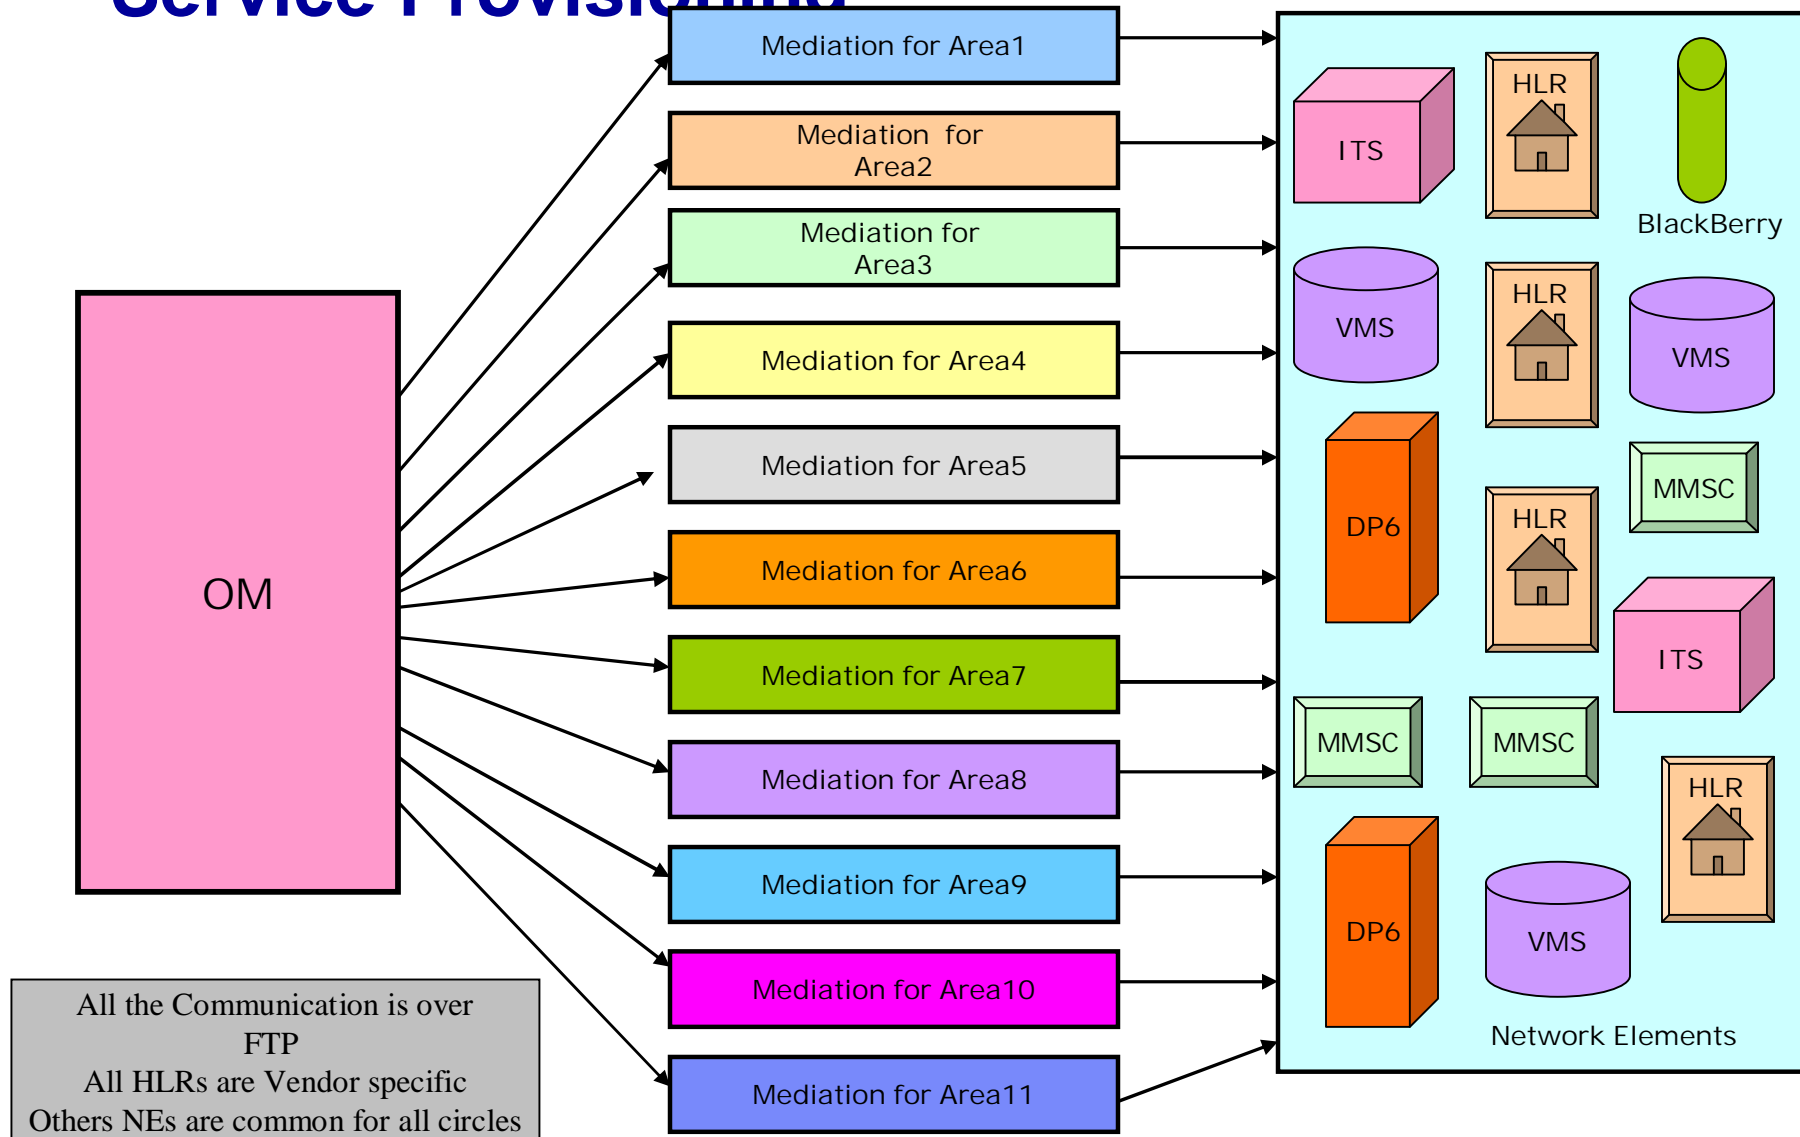 Service Provisioning
Mediation for Area1
Mediation for
Area2
Mediation for
Area3
Mediation for Area4
Mediation for Area5
Mediation for Area6
Mediation for Area7
Mediation for Area8
Mediation for Area9
Mediation for Area10
Mediation for Area11
OM
All the Communication is over
FTP
All HLRs are Vendor specific
Others NEs are common for all circles
ITS
HLR
BlackBerry
VMS
HLR
VMS
DP6
HLR
MMSC
ITS
MMSC
MMSC
HLR
DP6
VMS
Network Elements